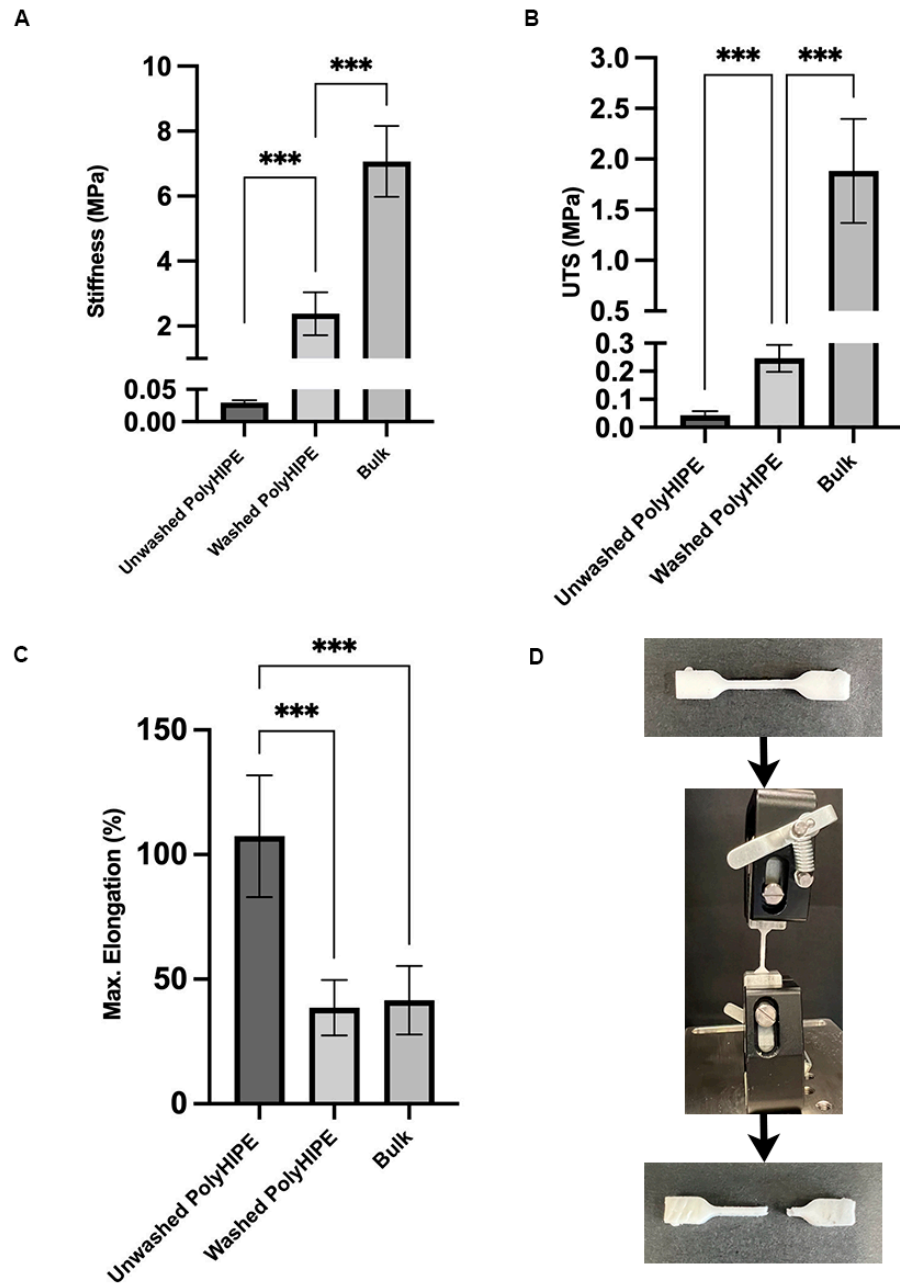 A
Stiffness (MPa)
10
8
6
4
2
0.05
0.00
***
***
Unwashed PolyHIPE
Washed PolyHIPE
Bulk
B
UTS (MPa)
3.0
2.5
2.0
1.5
1.0
0.5
0.3
0.2
0.1
0.0
***
***
Unwashed PolyHIPE
Washed PolyHIPE
Bulk
C
Max. Elongation (%)
150
100
50
0
***
***
Unwashed PolyHIPE
Washed PolyHIPE
Bulk
D